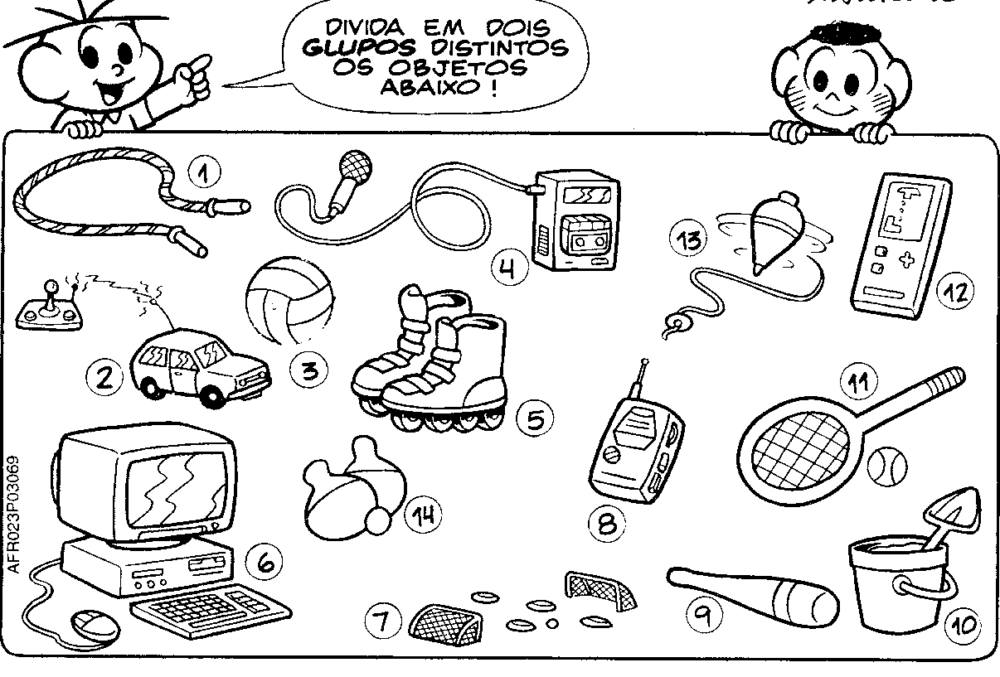 DIVIDA EM DOIS
GLUPOS DISTINTOS
OS OBJETOS
ABAIXO!
1
4
13
12
2
3
5
11
14
8
6
7
9
10
AFR023P03069